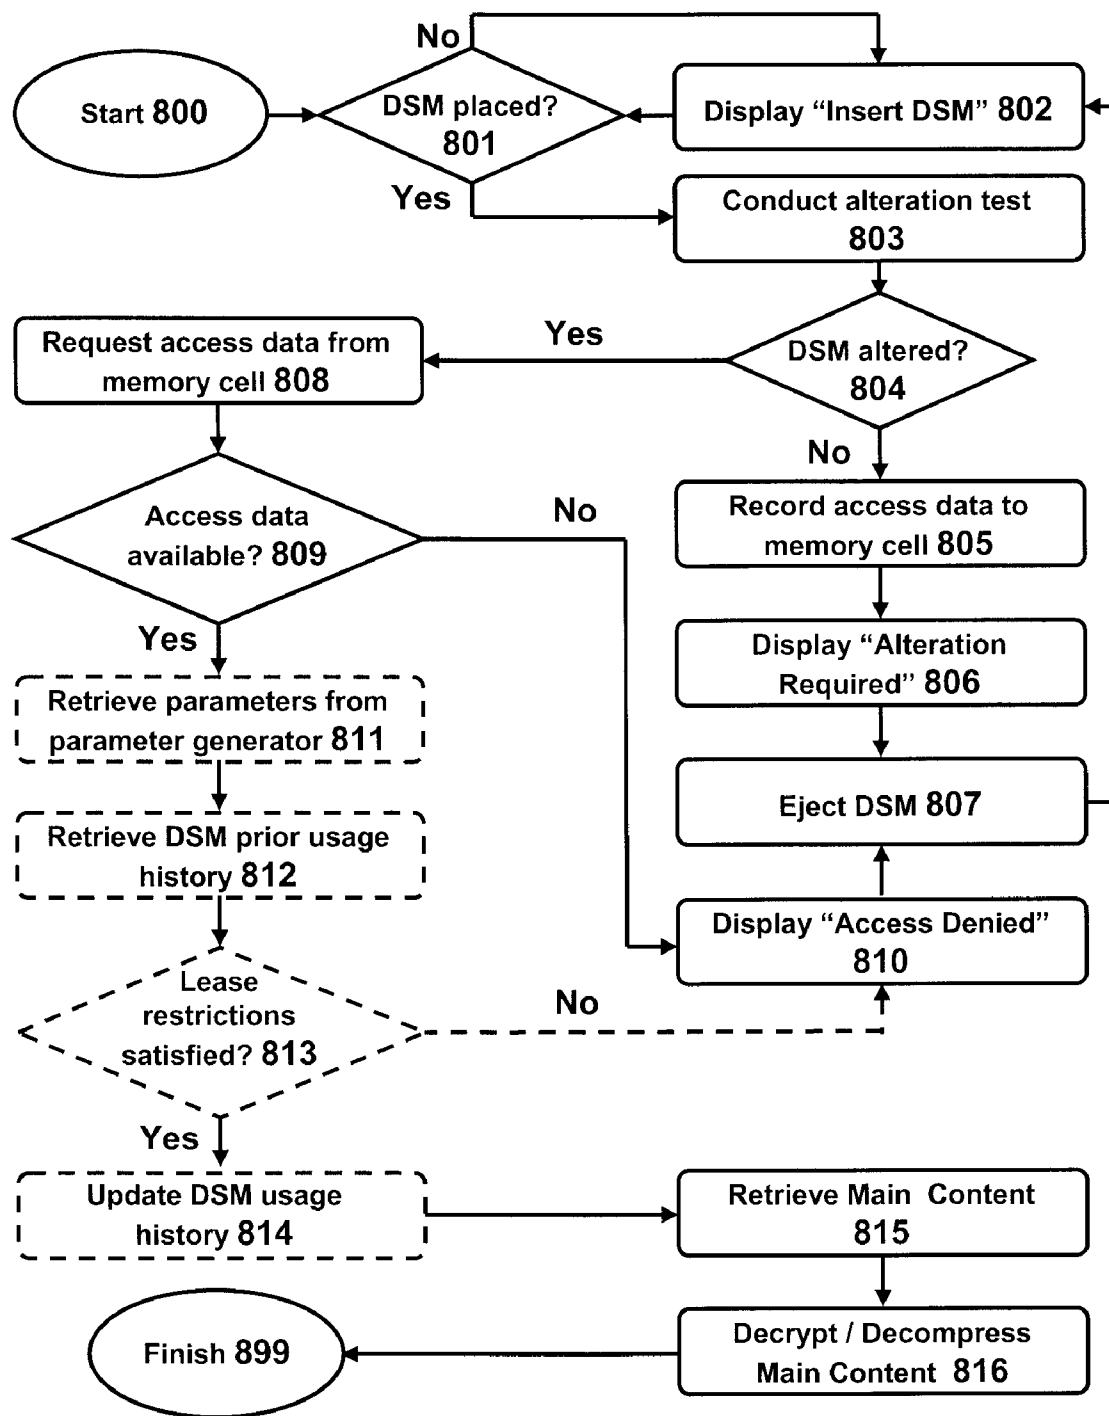 No
Start 800
DSM placed?
801
Display “Insert DSM” 802
Yes
Conduct alteration test
803
Request access data from
memory cell 808
Yes
DSM altered?
804
No
Access data
available? 809
No
Record access data to
memory cell 805
Yes
Display “Alteration
Required” 806
Retrieve parameters from
parameter generator 811
Eject DSM 807
Retrieve DSM prior usage
history 812
Display “Access Denied”
810
Lease
restrictions
satisfied? 813
No
Yes
Update DSM usage
history 814
Retrieve Main Content
815
Decrypt / Decompress
Main Content 816
Finish 899